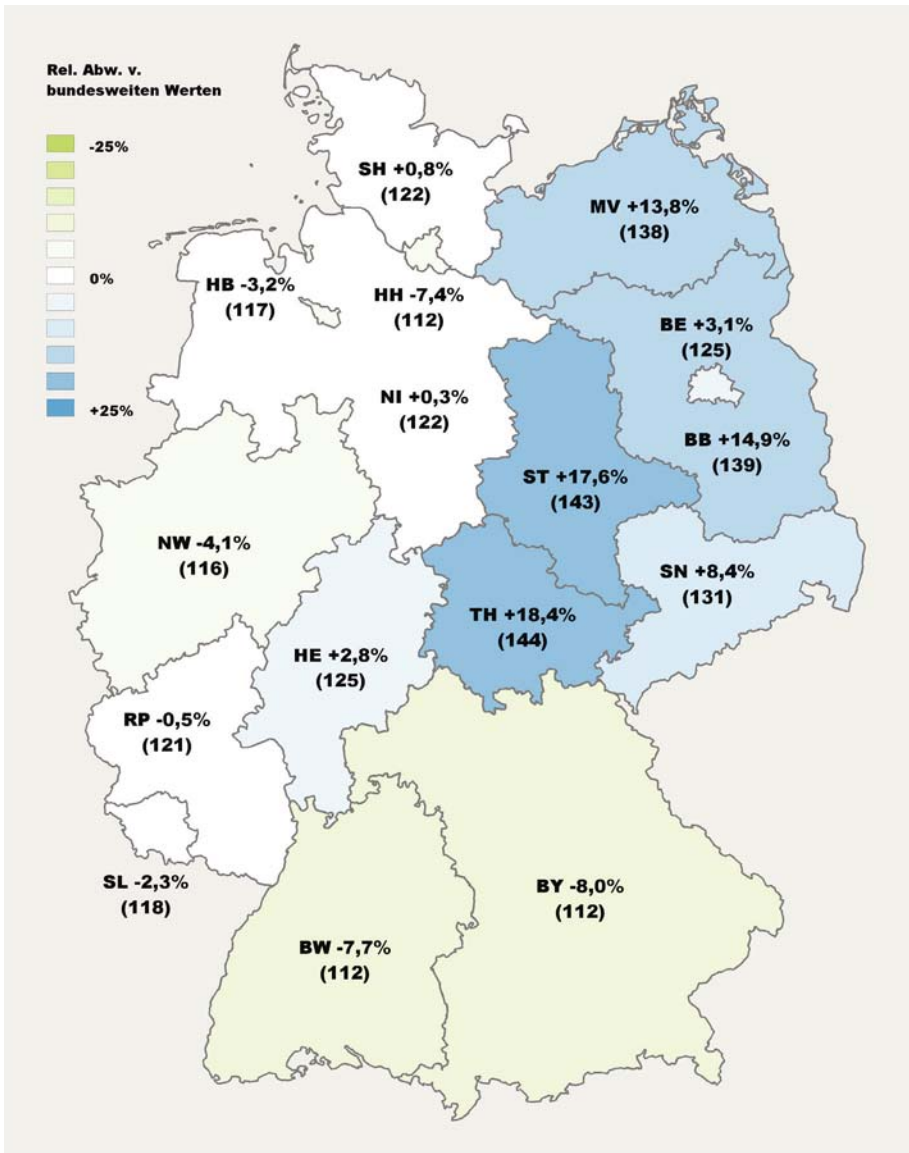 Rel. Abw. v.
bundesweiten Werten
-25%
0%
+25%
SH +0,8%
(122)
MV +13,8%
(138)
HB -3,2%
(117)
HH -7,4%
(112)
BE +3,1%
(125)
NI +0,3%
(122)
BB +14,9%
(139)
ST +17,6%
(143)
NW -4,1%
(116)
SN +8,4%
(131)
TH +18,4%
(144)
HE +2,8%
(125)
RP -0,5%
(121)
SL -2,3%
(118)
BY -8,0%
(112)
BW -7,7%
(112)